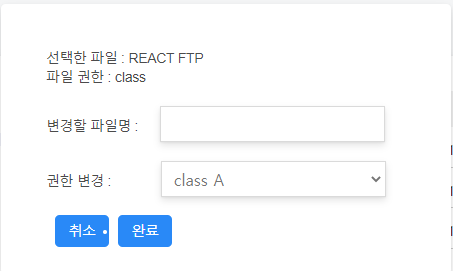 선택한 파일 : REACT FTP
파일 권한 : class
변경할 파일명 :
권한 변경 : class A
취소 완료